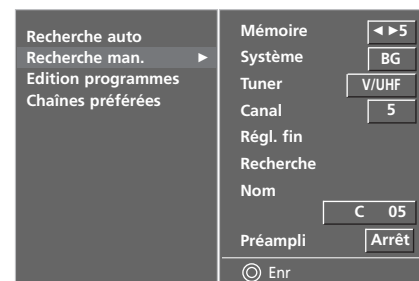 Recherche auto
Recherche man. ►
Edition programmes
Chaînes préférées
Mémoire ◄ ►5
Système BG
Tuner V/UHF
Canal 5
Régl. fin
Recherche
Nom
C 05
Préampli Arrêt
Enr